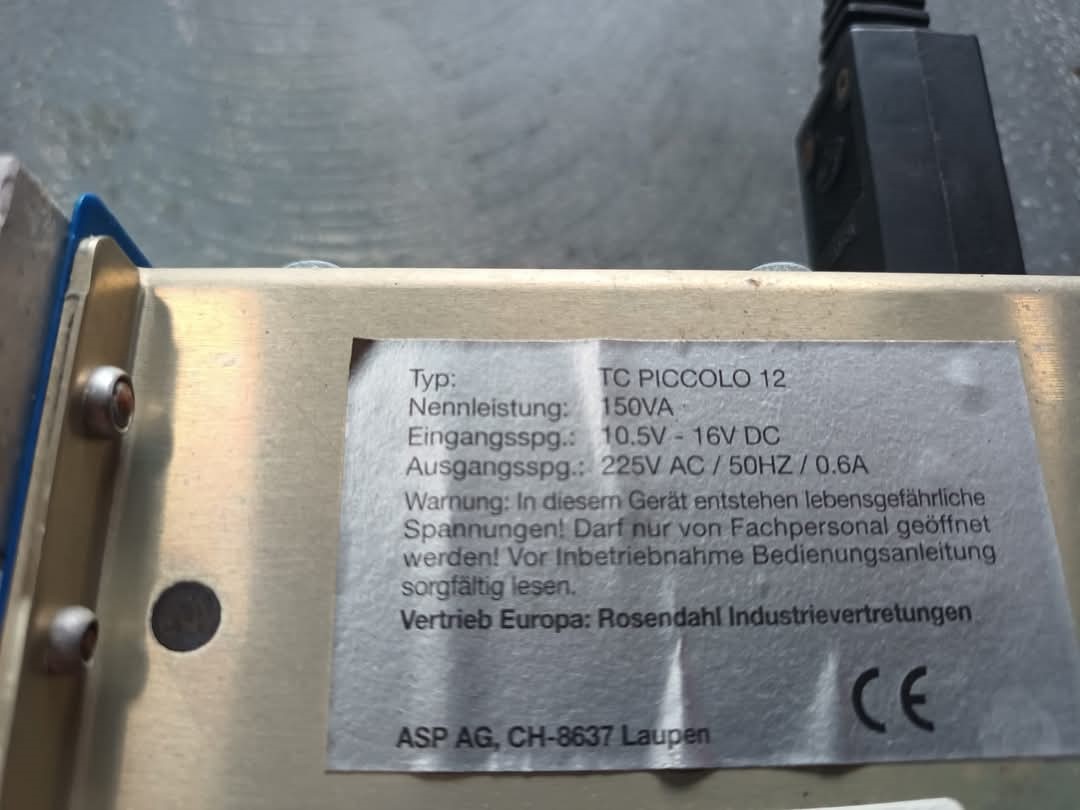 Typ: TC PICCOLO 12
Nennleistung: 150VA
Eingangsspg.: 10.5V - 16V DC
Ausgangsspg.: 225V AC / 50HZ / 0.6A
Warnung: In diesem Gerät entstehen lebensgefährliche
Spannungen! Darf nur von Fachpersonal geöffnet
werden! Vor Inbetriebnahme Bedienungsanleitung
sorgfältig lesen.
Vertrieb Europa: Rosendahl Industrievertretungen
CE
ASP AG, CH-8637 Laupen